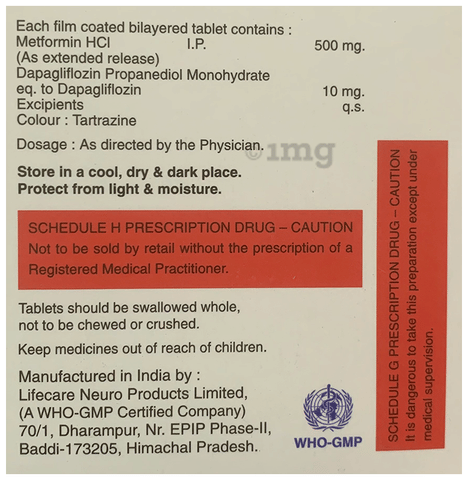 Each film coated bilayered tablet contains :
Metformin HCl I.P. 500 mg.
(As extended release)
Dapagliflozin Propanediol Monohydrate
eq. to Dapagliflozin 10 mg.
Excipients q.s.
Colour : Tartrazine
Dosage : As directed by the Physician.
1mg
Store in a cool, dry & dark place.
Protect from light & moisture.
SCHEDULE H PRESCRIPTION DRUG – CAUTION
Not to be sold by retail without the prescription of a
Registered Medical Practitioner.
Tablets should be swallowed whole,
not to be chewed or crushed.
Keep medicines out of reach of children.
Manufactured in India by :
Lifecare Neuro Products Limited,
(A WHO-GMP Certified Company)
70/1, Dharampur, Nr. EPIP Phase-II,
Baddi-173205, Himachal Pradesh.
WHO-GMP
SCHEDULE G PRESCRIPTION DRUG – CAUTION
It is dangerous to take this preparation except under
medical supervision.